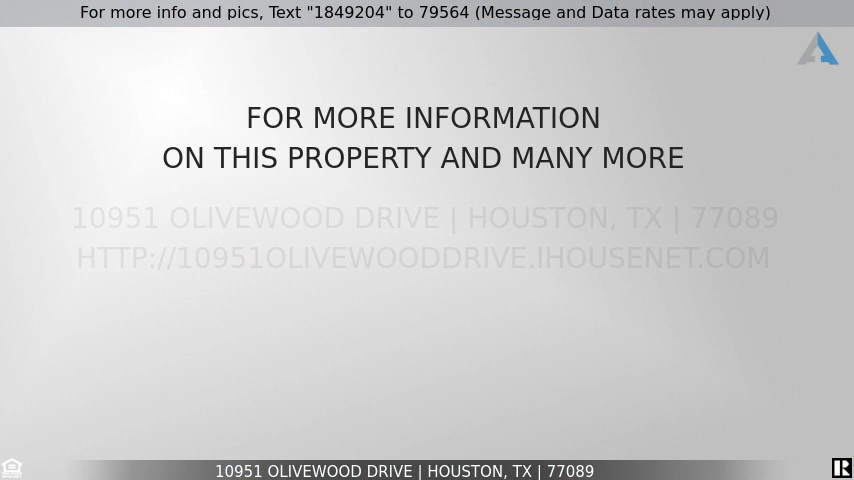 For more info and pics, Text "1849204" to 79564 (Message and Data rates may apply)
FOR MORE INFORMATION
ON THIS PROPERTY AND MANY MORE
10951 OLIVEWOOD DRIVE | HOUSTON, TX | 77089
HTTP://10951OLIVEWOODDRIVE.IHOUSENET.COM
10951 OLIVEWOOD DRIVE | HOUSTON, TX | 77089